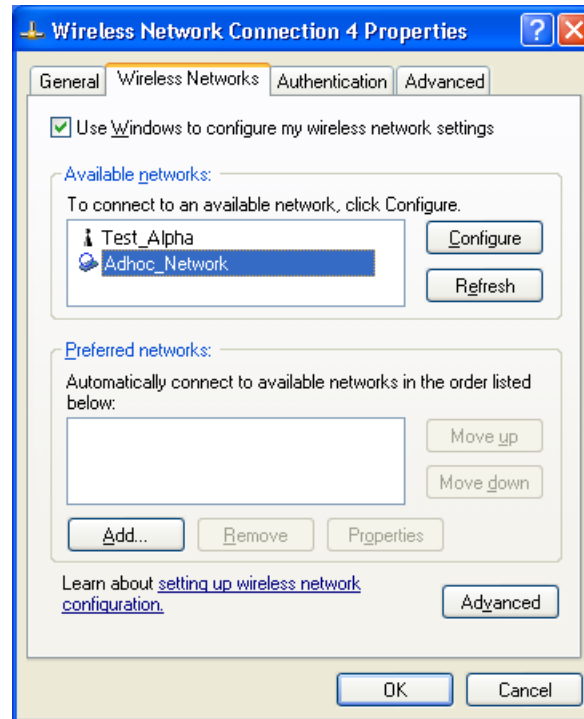 Wireless Network Connection 4 Properties
General Wireless Networks Authentication Advanced
Use Windows to configure my wireless network settings
Available networks:
To connect to an available network, click Configure.
Test_Alpha
Adhoc_Network
Configure
Refresh
Preferred networks:
Automatically connect to available networks in the order listed
below:
Move up
Move down
Add... Remove Properties
Learn about setting up wireless network
configuration.
Advanced
OK Cancel